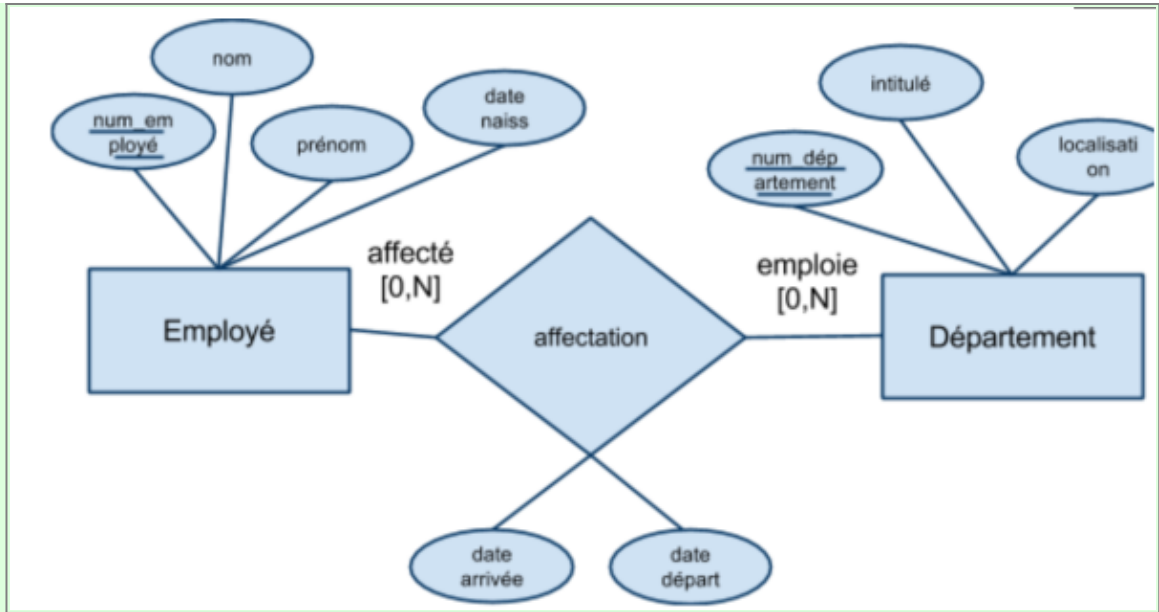 nom
num_em
ployé
prénom
date
naiss
intitulé
num_dép
artement
localisati
on
affecté
[0,N]
emploie
[0,N]
Employé
affectation
Département
date
arrivée
date
départ